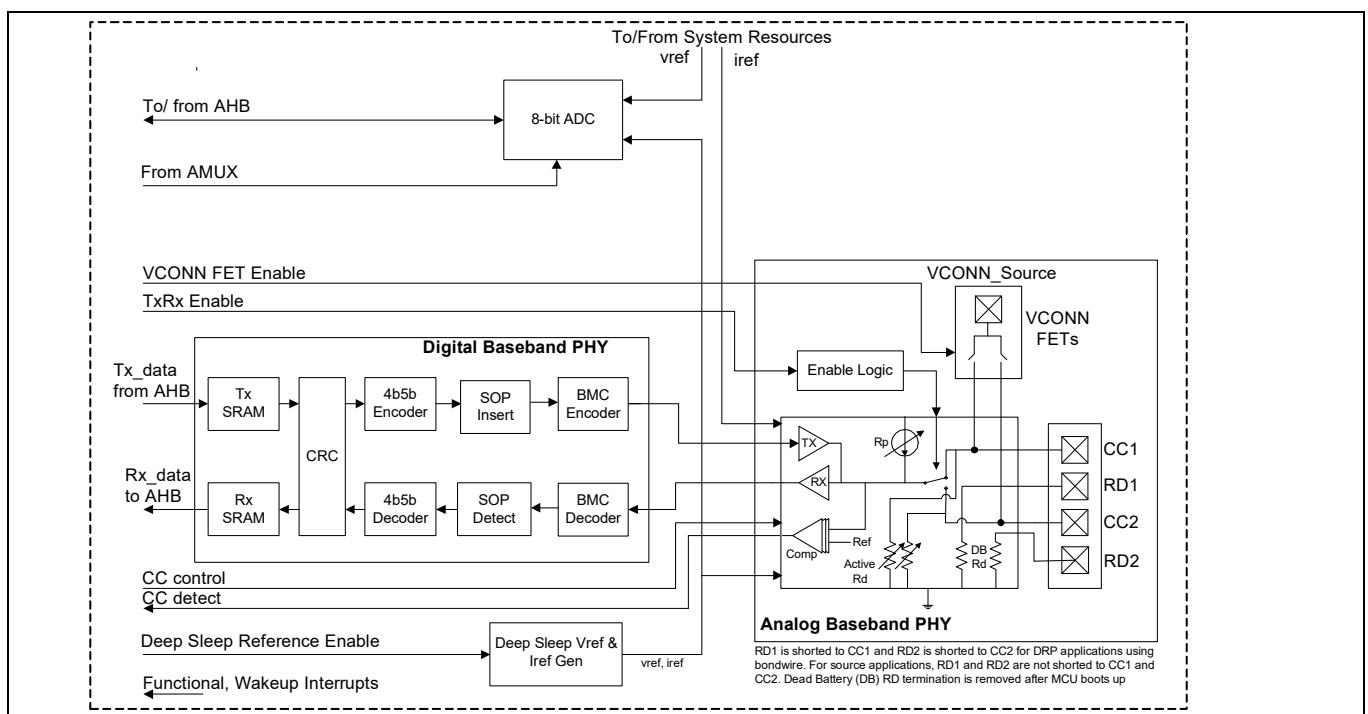 To/From System Resources
vref
iref
To/ from AHB
8-bit ADC
From AMUX
VCONN FET Enable
TxRx Enable
VCONN_Source
VCONN
FETs
Digital Baseband PHY
Enable Logic
Tx_data
from AHB
Tx
SRAM
CRC
4b5b
Encoder
SOP
Insert
BMC
Encoder
TX
Rp
CC1
Rx_data
to AHB
Rx
SRAM
4b5b
Decoder
SOP
Detect
BMC
Decoder
RX
RD1
CC2
Comp
Ref
Active
Rd
DB
Rd
RD2
CC control
CC detect
Analog Baseband PHY
Deep Sleep Reference Enable
Deep Sleep Vref &
Iref Gen
vref, iref
RD1 is shorted to CC1 and RD2 is shorted to CC2 for DRP applications using
bondwire. For source applications, RD1 and RD2 are not shorted to CC1 and
CC2. Dead Battery (DB) RD termination is removed after MCU boots up
Functional, Wakeup Interrupts